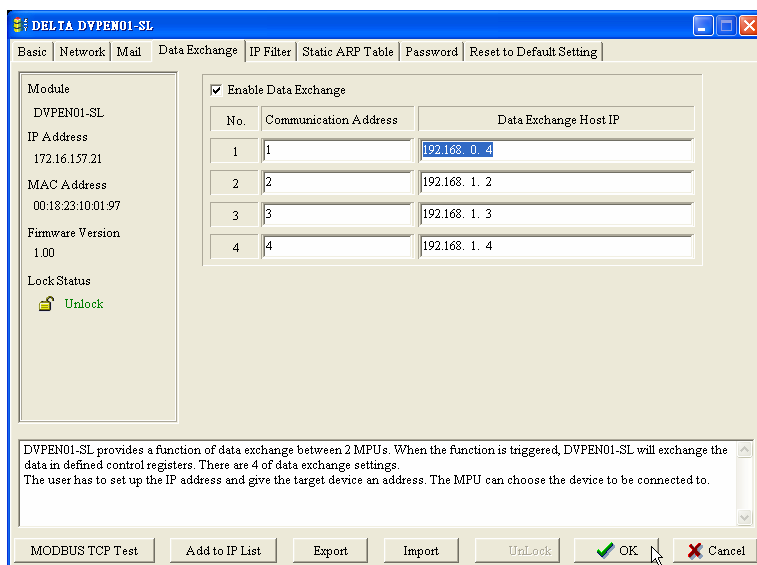 DELTA DVPEN01-SL
Basic Network Mail Data Exchange IP Filter Static ARP Table Password Reset to Default Setting
Module
DVPEN01-SL
IP Address
172.16.157.21
MAC Address
00:18:23:10:01:97
Firmware Version
1.00
Lock Status
Unlock
Enable Data Exchange
No. Communication Address Data Exchange Host IP
1 1 192.168. 0. 4
2 2 192.168. 1. 2
3 3 192.168. 1. 3
4 4 192.168. 1. 4
DVPEN01-SL provides a function of data exchange between 2 MPUs. When the function is triggered, DVPEN01-SL will exchange the
data in defined control registers. There are 4 of data exchange settings.
The user has to set up the IP address and give the target device an address. The MPU can choose the device to be connected to.
MODBUS TCP Test Add to IP List Export Import UnLock OK Cancel